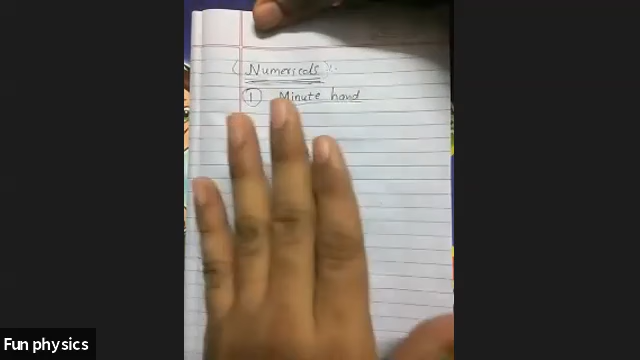 (Numericals):-
① Minute hand
Fun physics